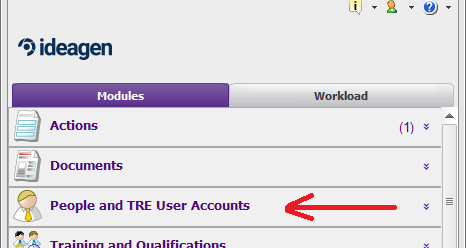 ideagen
Modules
Workload
Actions
(1)
Documents
People and TRE User Accounts
Training and Qualifications